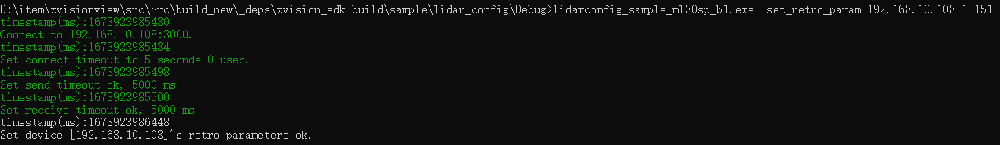 D:\item\zvisionview\src\Src\build_new\_deps\zvision_sdk-build\sample\lidar_config\Debug>lidarconfig_sample_ml30sp_b1.exe -set_retro_param 192.168.10.108 1 151
timestamp(ms):1673923985480
Connect to 192.168.10.108:3000.
timestamp(ms):1673923985484
Set connect timeout to 5 seconds 0 usec.
timestamp(ms):1673923985498
Set send timeout ok, 5000 ms
timestamp(ms):1673923985500
Set receive timeout ok, 5000 ms
timestamp(ms):1673923986448
Set device [192.168.10.108]'s retro parameters ok.